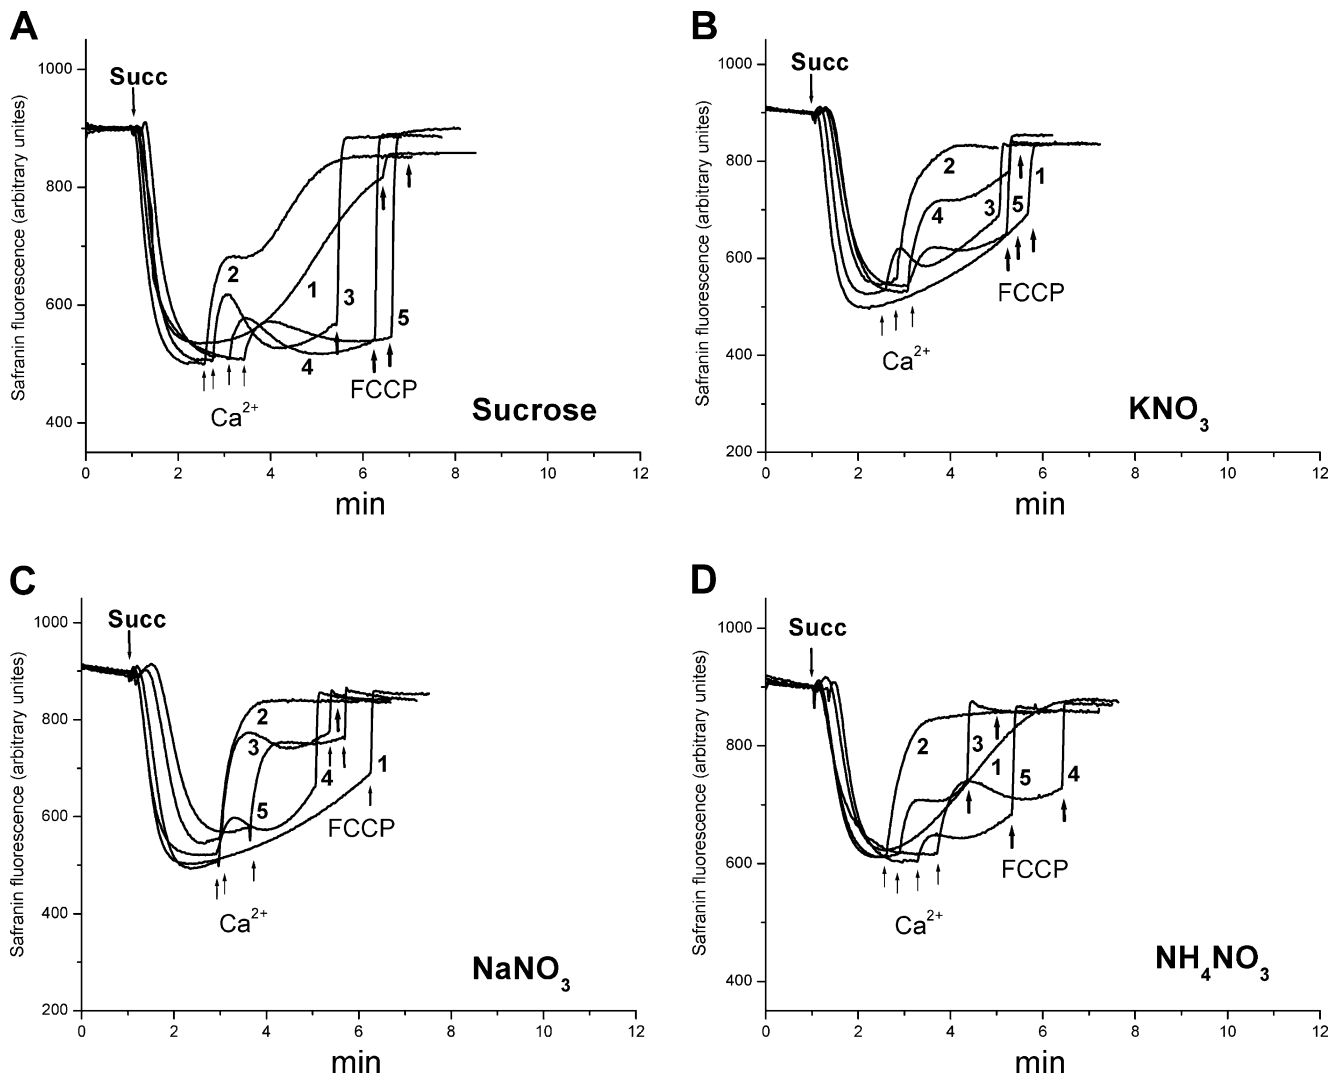 A
Safranin fluorescence (arbitrary unites)
1000
800
600
400
Succ
2
1
3
5
4
FCCP
Ca2+
Sucrose
0 2 4 6 8 10 12
min
B
Safranin fluorescence (arbitrary unites)
1000
800
600
400
200
Succ
2
4
3 5 1
FCCP
Ca2+
KNO3
0 2 4 6 8 10 12
min
C
Safranin fluorescence (arbitrary unites)
1000
800
600
400
200
Succ
2
3
1
4
5
FCCP
Ca2+
NaNO3
0 2 4 6 8 10 12
min
D
Safranin fluorescence (arbitrary unites)
1000
800
600
400
Succ
2
3
1
5
4
FCCP
Ca2+
NH4NO3
0 2 4 6 8 10 12
min